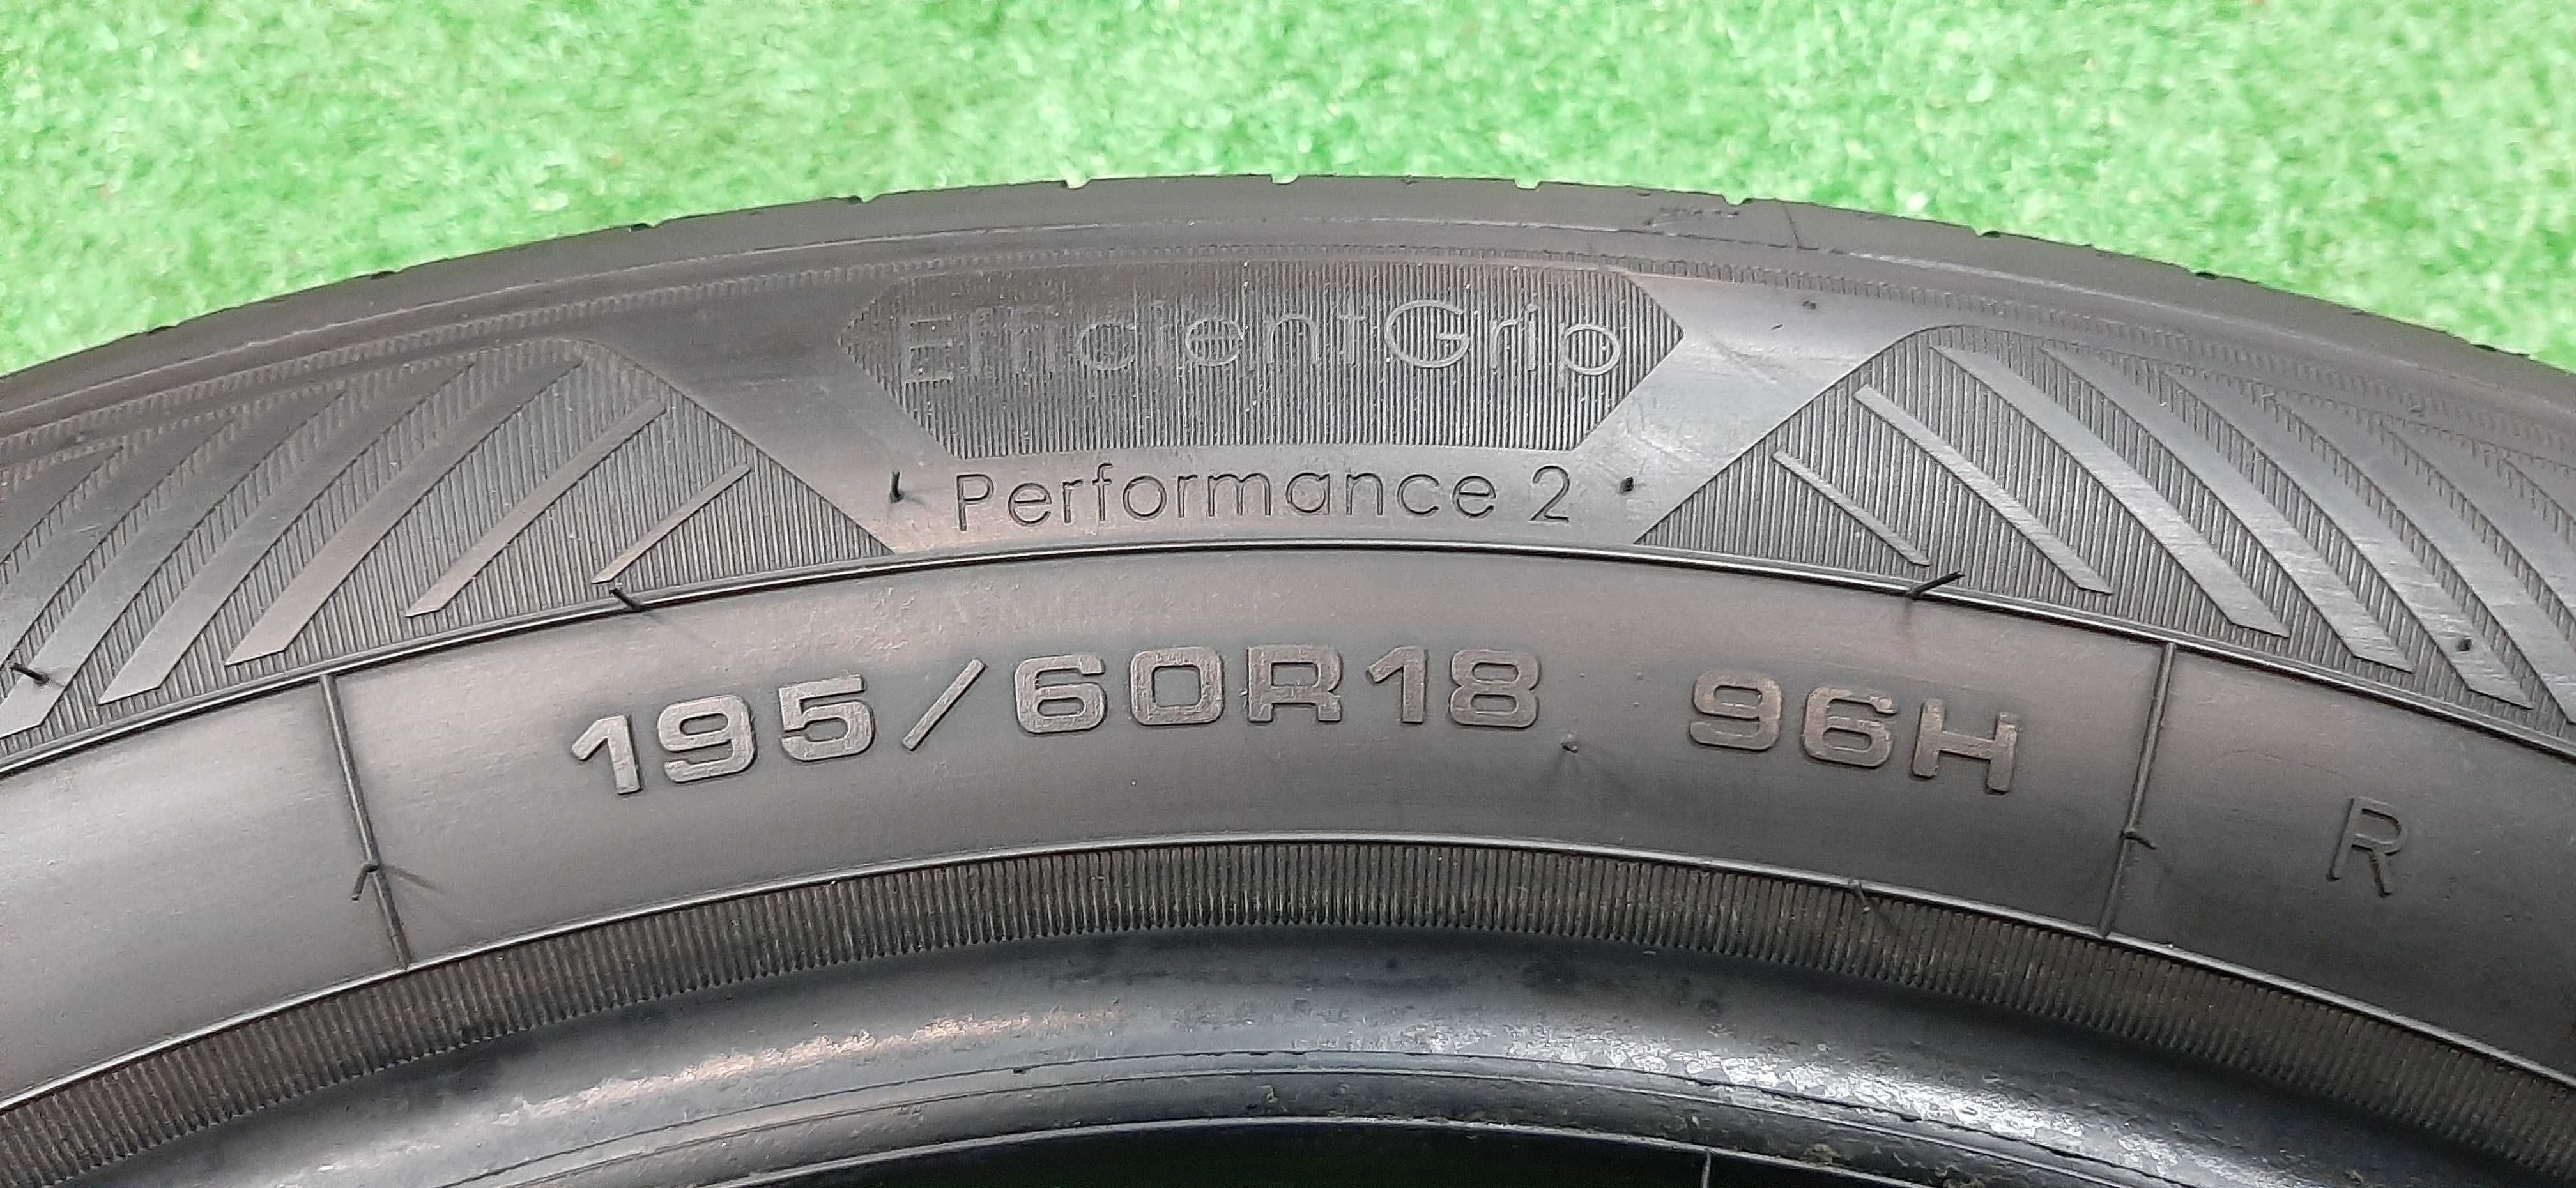 EfficientGrip
Performance 2
195/60R18 96H
R